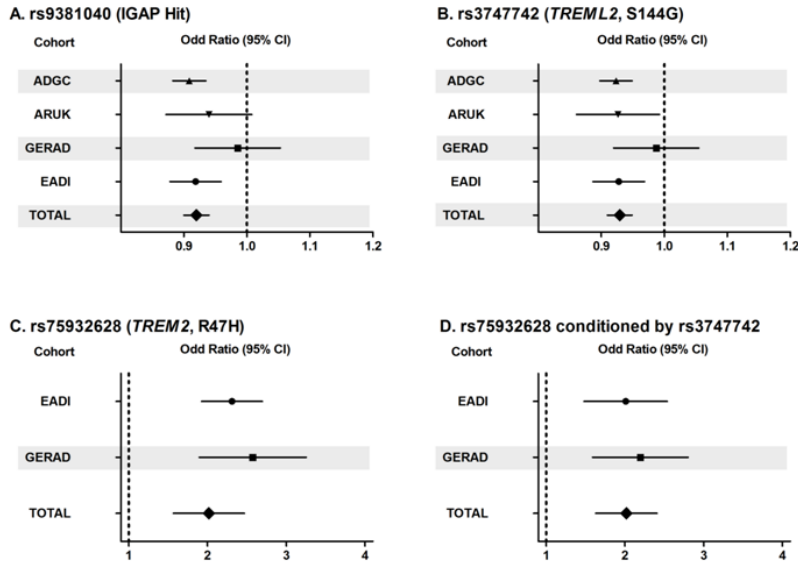 A. rs9381040 (IGAP Hit)
Cohort Odd Ratio (95% CI)
ADGC
ARUK
GERAD
EADI
TOTAL
0.9 1.0 1.1 1.2
B. rs3747742 (TREML2, S144G)
Cohort Odd Ratio (95% CI)
ADGC
ARUK
GERAD
EADI
TOTAL
0.9 1.0 1.1 1.2
C. rs75932628 (TREM2, R47H)
Cohort Odd Ratio (95% CI)
EADI
GERAD
TOTAL
1 2 3 4
D. rs75932628 conditioned by rs3747742
Cohort Odd Ratio (95% CI)
EADI
GERAD
TOTAL
1 2 3 4